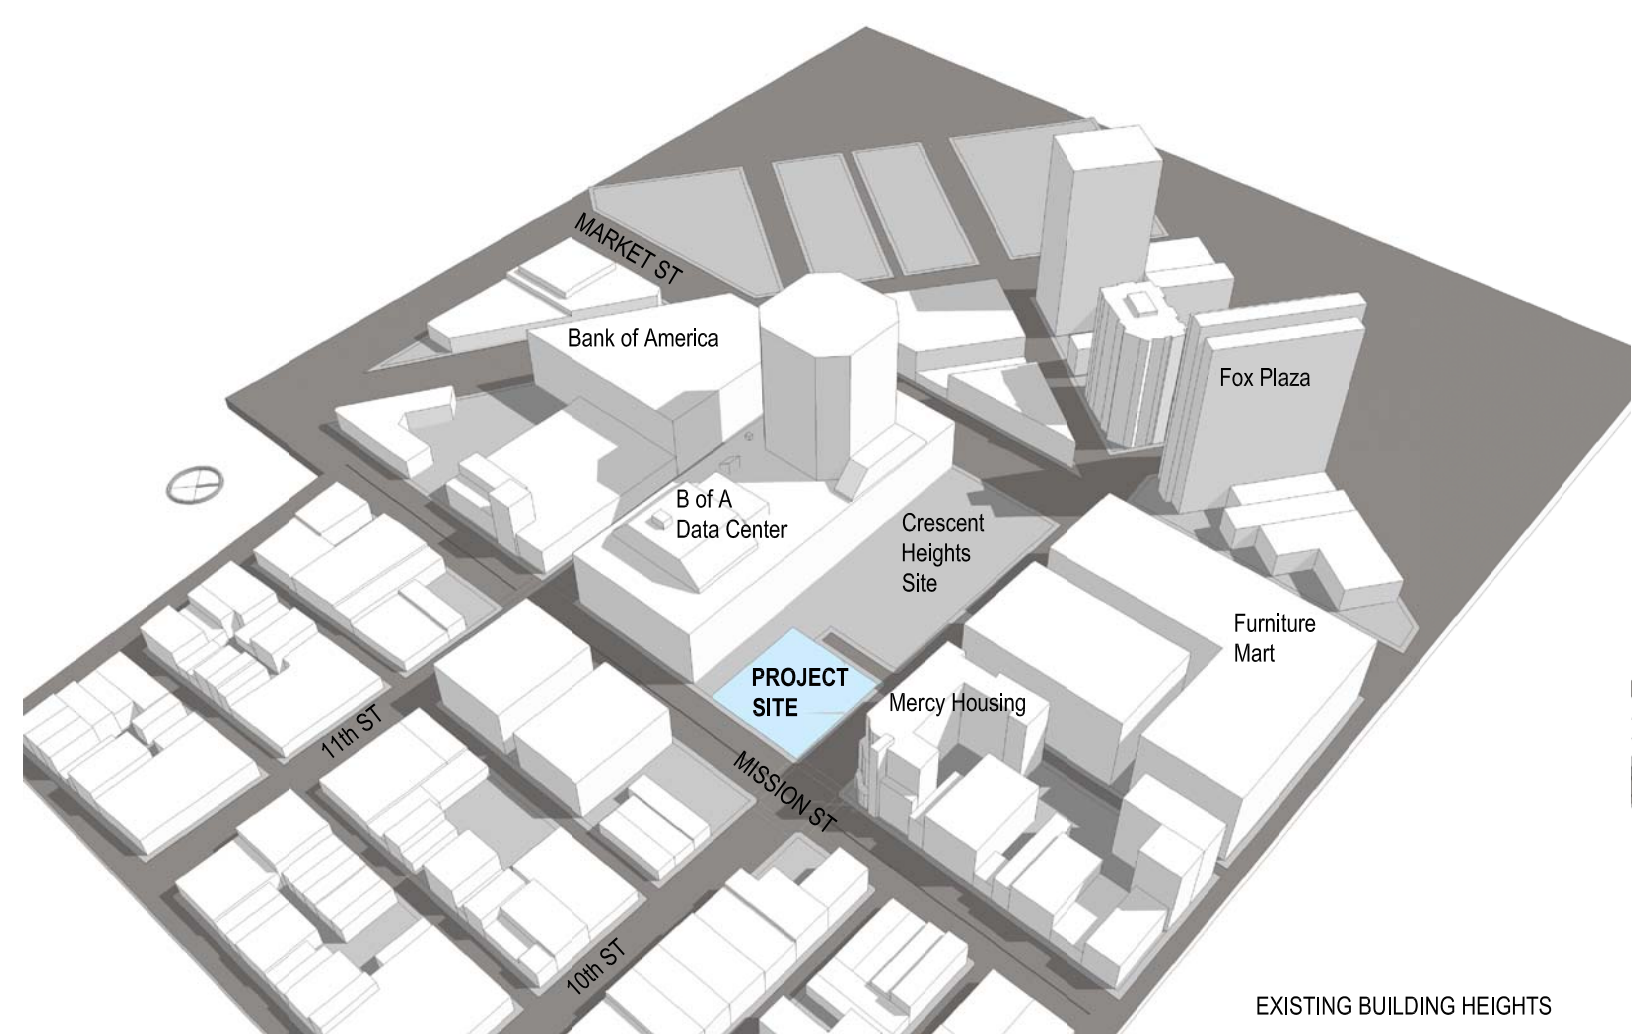 MARKET ST
Bank of America
Fox Plaza
B of A
Data Center
Crescent
Heights
Site
Furniture
Mart
PROJECT
SITE
Mercy Housing
11th ST
MISSION ST
10th ST
EXISTING BUILDING HEIGHTS